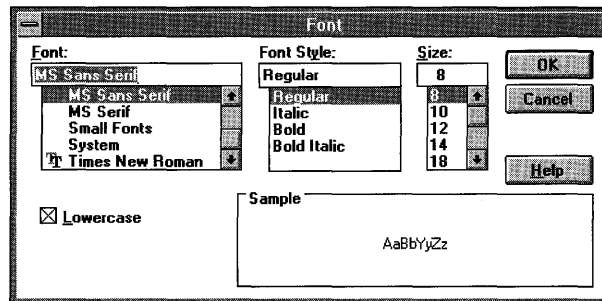 Font
Font: Font Style: Size:
MS Sans Serif Regular 8 OK
MS Sans Serif Regular 8 Cancel
MS Serif Italic 10
Small Fonts Bold 12
System Bold Italic 14
Times New Roman 18 Help
Sample
Lowercase
AaBbYyZz